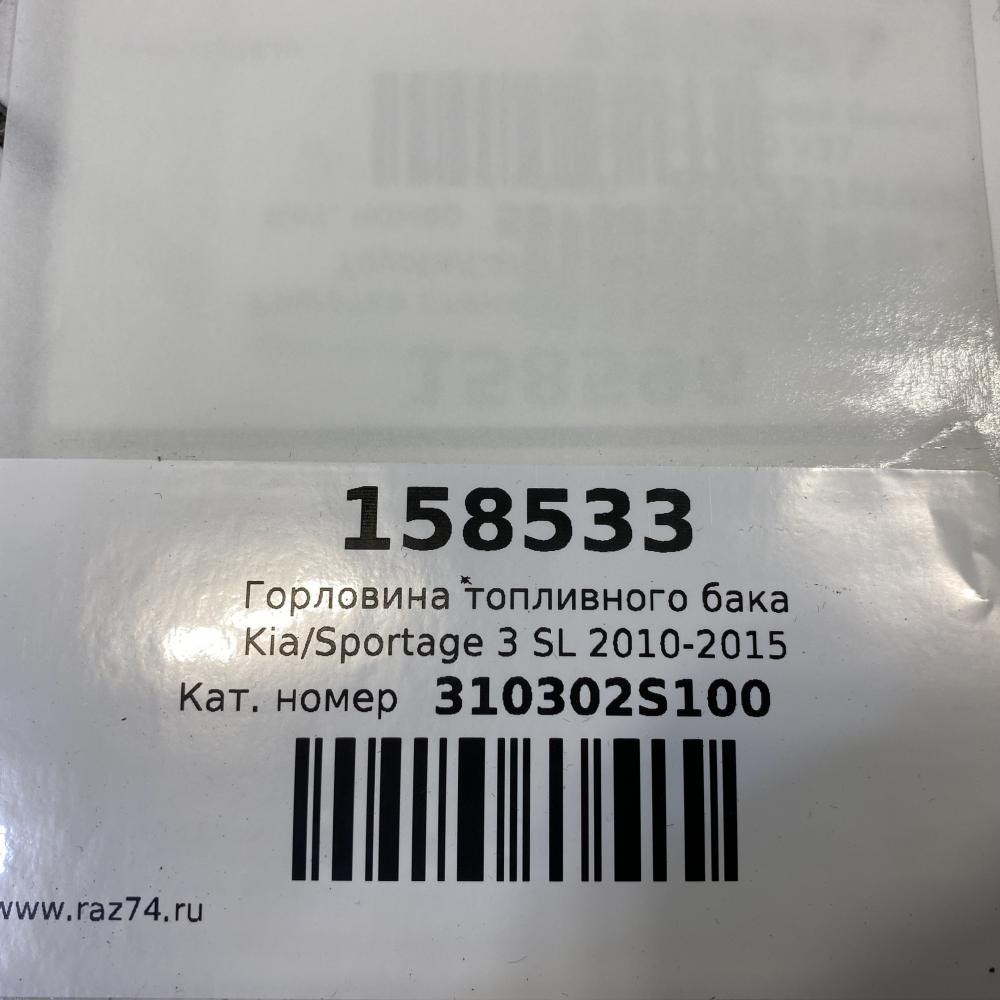 158533
Горловина топливного бака
Kia/Sportage 3 SL 2010-2015
Кат. номер 310302S100
www.raz74.ru